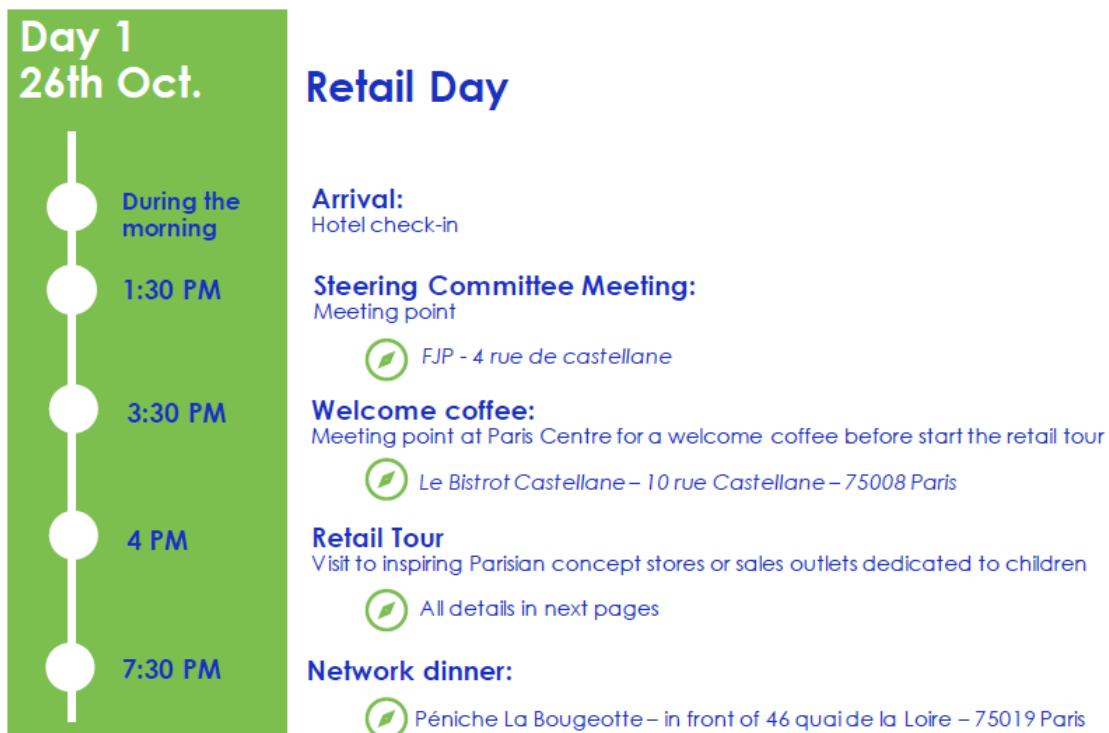 Day 1
26th Oct.
Retail Day
During the
morning
Arrival:
Hotel check-in
1:30 PM
Steering Committee Meeting:
Meeting point
FJP - 4 rue de castellane
3:30 PM
Welcome coffee:
Meeting point at Paris Centre for a welcome coffee before start the retail tour
Le Bistrot Castellane – 10 rue Castellane – 75008 Paris
4 PM
Retail Tour
Visit to inspiring Parisian concept stores or sales outlets dedicated to children
All details in next pages
7:30 PM
Network dinner:
Péniche La Bougeotte – in front of 46 quai de la Loire – 75019 Paris